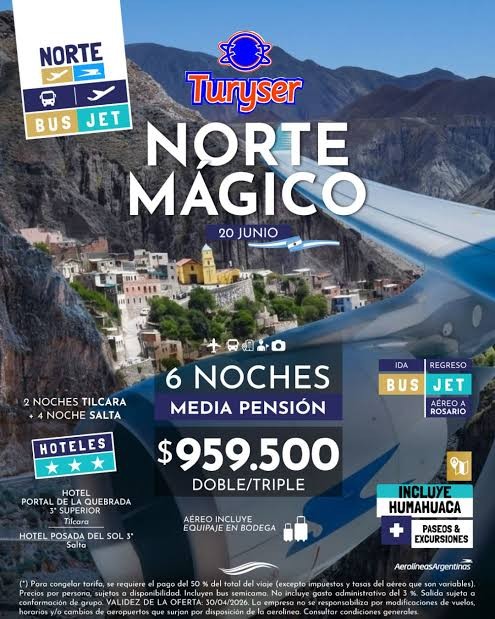 NORTE
BUS JET
Turyser
NORTE
MÁGICO
20 JUNIO
6 NOCHES
MEDIA PENSIÓN
$959.500
DOBLE/TRIPLE
2 NOCHES TILCARA
+ 4 NOCHE SALTA
HOTELES
HOTEL
PORTAL DE LA QUEBRADA
3* SUPERIOR
Tilcara
HOTEL POSADA DEL SOL 3*
Salta
AÉREO INCLUYE
EQUIPAJE EN BODEGA
IDA REGRESO
BUS JET
AÉREO A
ROSARIO
INCLUYE
HUMAHUACA
+ PASEOS &
EXCURSIONES
AerolíneasArgentinas
(*) Para congelar tarifa, se requiere el pago del 50 % del total del viaje (excepto impuestos y tasas del aéreo que son variables).
Precios por persona, sujetos a disponibilidad. Incluyen bus semicama. No incluye gasto administrativo del 3 %. Salida sujeta a
conformación de grupo. VALIDEZ DE LA OFERTA: 30/04/2026. La empresa no se responsabiliza por modificaciones de vuelos,
horarios y/o cambios de aeropuertos que surjan por disposición de la aerolínea. Consultar condiciones generales.